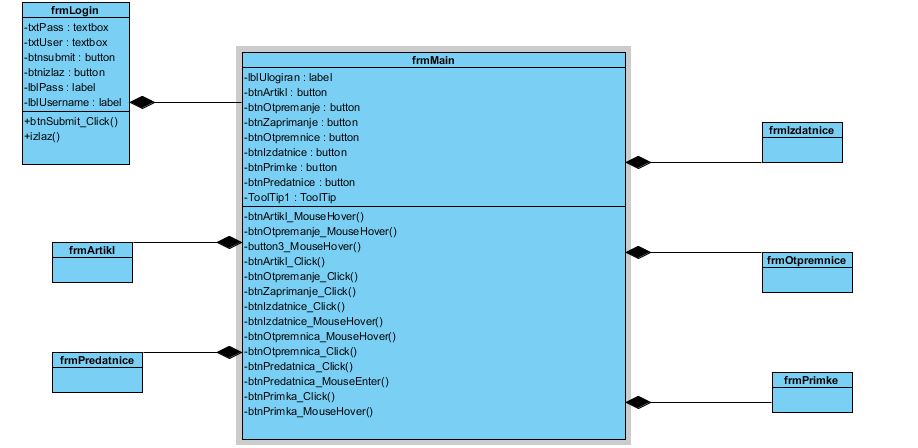 frmLogin
-txtPass : textbox
-txtUser : textbox
-btnsubmit : button
-btnizlaz : button
-lblPass : label
-lblUsername : label
+btnSubmit_Click()
+izlaz()
frmMain
-lblUlogiran : label
-btnArtikl : button
-btnOtpremanje : button
-btnZaprimanje : button
-btnOtpremnice : button
-btnIzdatnice : button
-btnPrimke : button
-btnPredatnice : button
-ToolTip1 : ToolTip
-btnArtikl_MouseHover()
-btnOtpremanje_MouseHover()
-button3_MouseHover()
-btnArtikl_Click()
-btnOtpremanje_Click()
-btnZaprimanje_Click()
-btnIzdatnice_Click()
-btnIzdatnice_MouseHover()
-btnOtpremnica_MouseHover()
-btnOtpremnica_Click()
-btnPredatnica_Click()
-btnPredatnica_MouseEnter()
-btnPrimka_Click()
-btnPrimka_MouseHover()
frmArtikl
frmPredatnice
frmIzdatnice
frmOtpremnice
frmPrimke